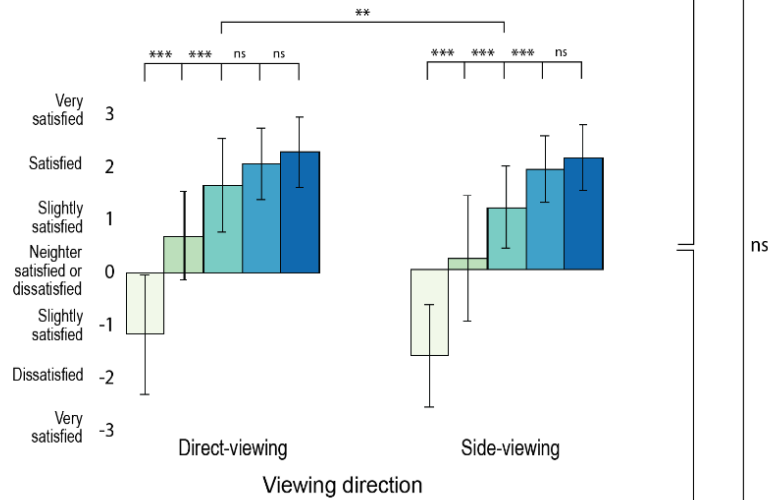 **
*** *** ns ns
*** *** *** ns
Very
satisfied
3
Satisfied
2
Slightly
satisfied
1
Neighter
satisfied or
dissatisfied
0
Slightly
satisfied
-1
Dissatisfied
-2
Very
satisfied
-3
ns
Direct-viewing
Side-viewing
Viewing direction